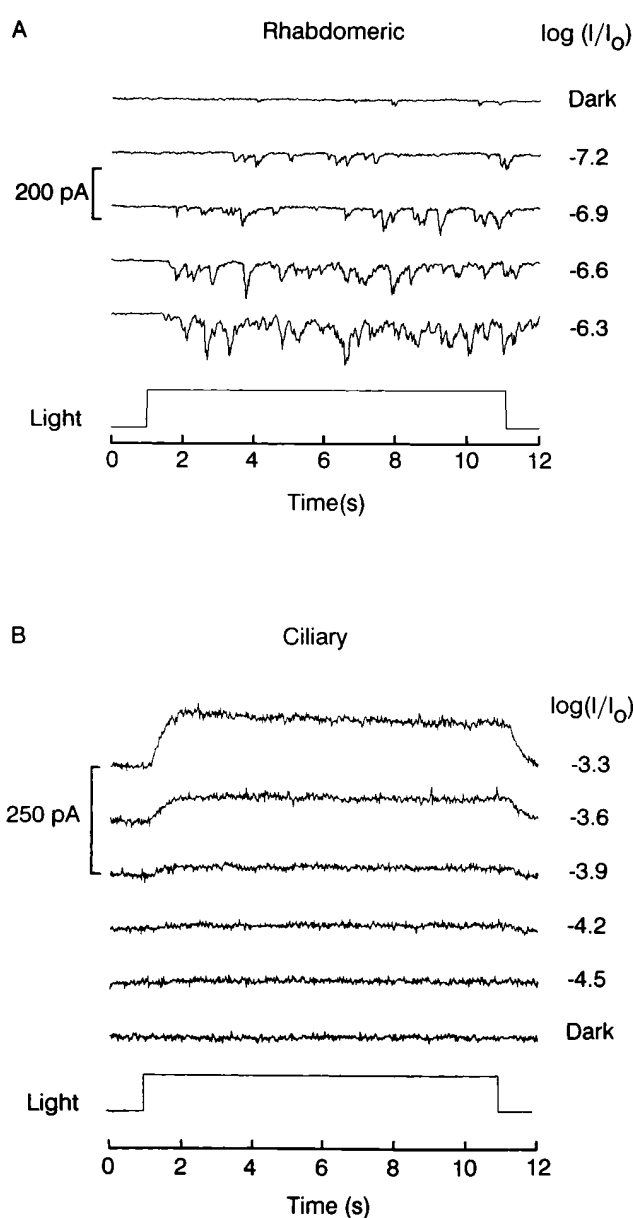 A Rhabdomeric log (I/I_O)
Dark
-7.2
200 pA
-6.9
-6.6
-6.3
Light
0 2 4 6 8 10 12
Time(s)
B Ciliary
log(I/I_O)
-3.3
250 pA
-3.6
-3.9
-4.2
-4.5
Dark
Light
0 2 4 6 8 10 12
Time (s)